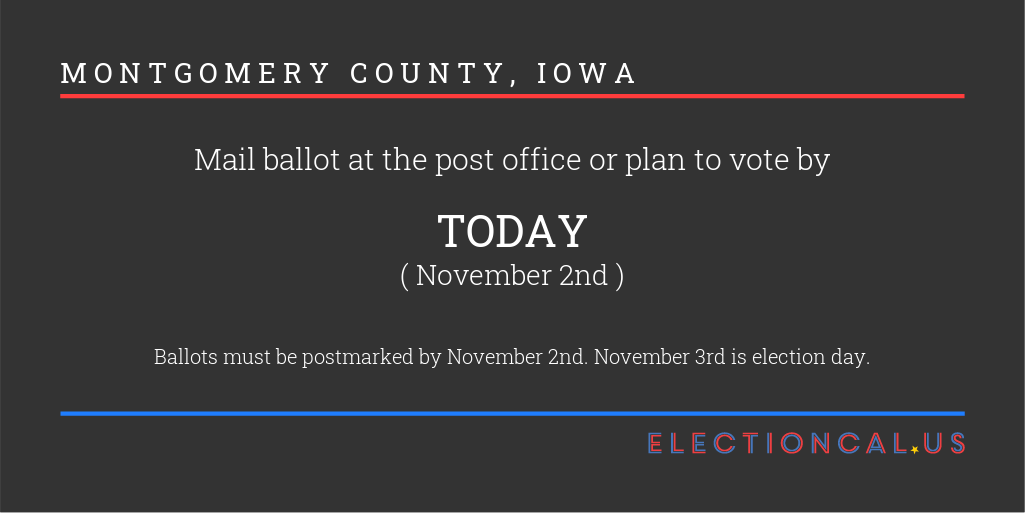 MONTGOMERY COUNTY, IOWA
Mail ballot at the post office or plan to vote by
TODAY
( November 2nd )
Ballots must be postmarked by November 2nd. November 3rd is election day.
ELECTIONCAL★US